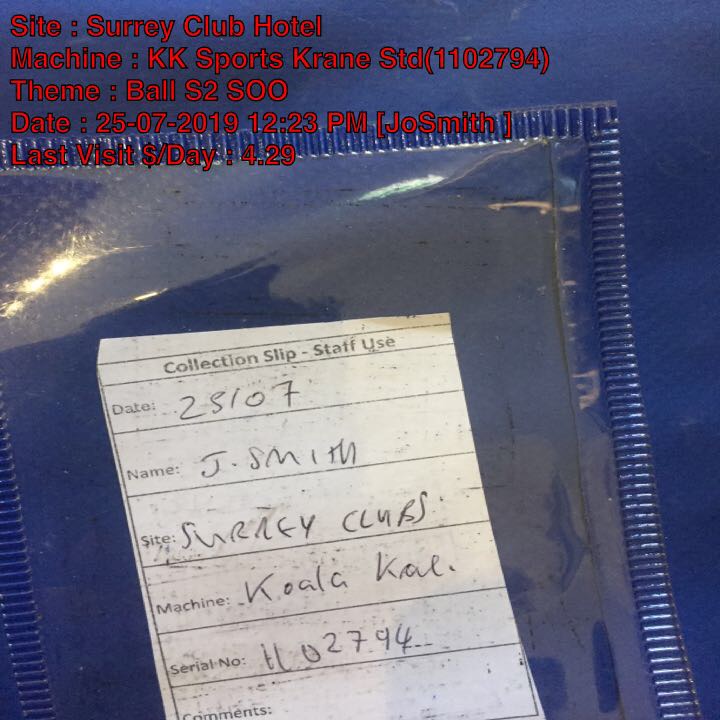 Site : Surrey Club Hotel
Machine : KK Sports Krane Std(1102794)
Theme : Ball S2 SOO
Date : 25-07-2019 12:23 PM [JoSmith ]
Last Visit $/Day : 4.29
Collection Slip - Staff Use
Date: 25/07
Name: J. SMITH
Site: SURREY CLUBS
Machine: Koala Kae.
Serial No: 1102794
Comments: